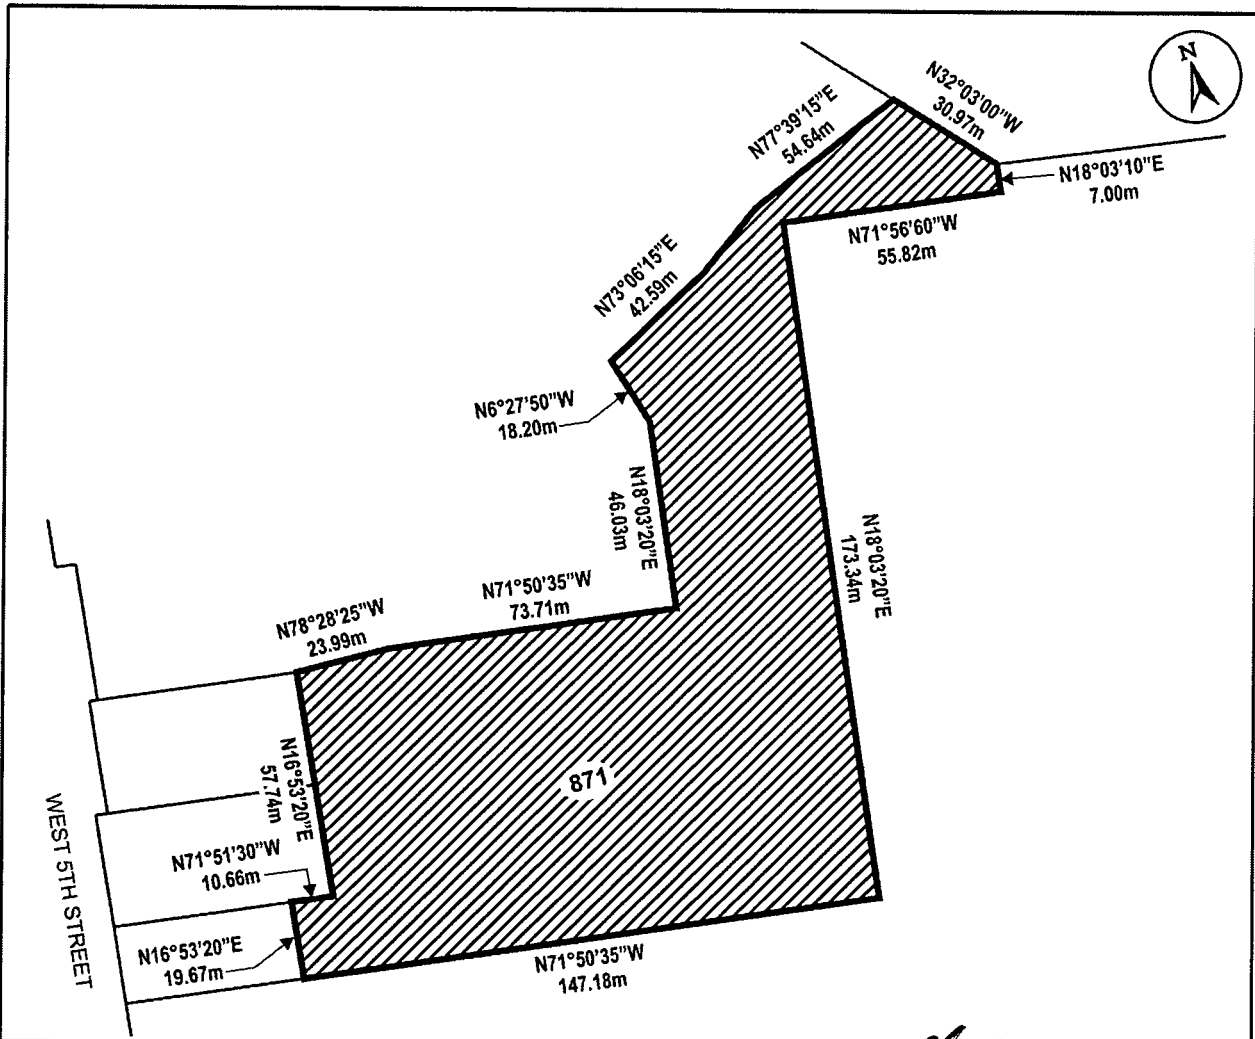 N
N32°03'00"W
30.97m
N77°39'15"E
54.64m
N18°03'10"E
7.00m
N71°56'60"W
55.82m
N73°06'15"E
42.59m
N6°27'50"W
18.20m
N18°03'20"E
46.03m
N18°03'20"E
173.34m
N71°50'35"W
73.71m
N78°28'25"W
23.99m
N16°53'20"E
57.74m
871
N71°51'30"W
10.66m
WEST 5TH STREET
N16°53'20"E
19.67m
N71°50'35"W
147.18m